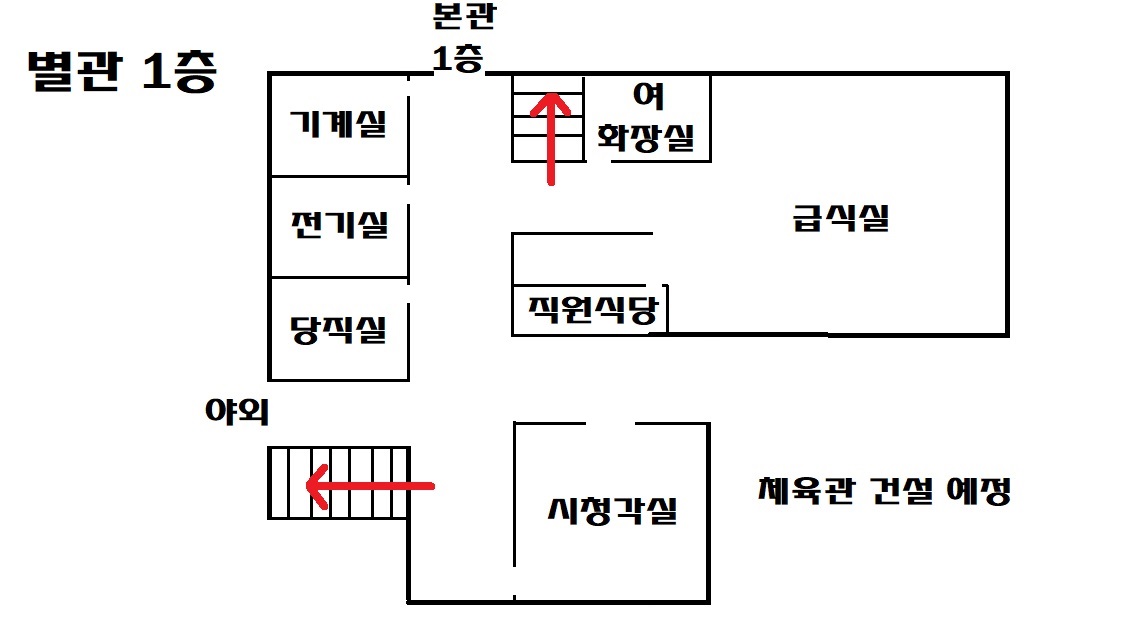 본관
1층
별관 1층
기계실
여
화장실
전기실
급식실
당직실
직원식당
야외
시청각실
체육관 건설 예정